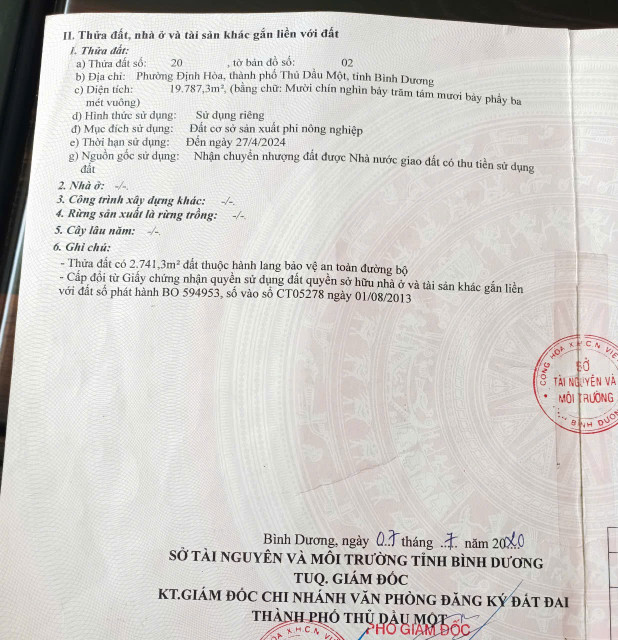 II. Thửa đất, nhà ở và tài sản khác gắn liền với đất
1. Thửa đất:
a) Thửa đất số: 20 , tờ bản đồ số: 02
b) Địa chỉ: Phường Định Hòa, thành phố Thủ Dầu Một, tỉnh Bình Dương
c) Diện tích: 19.787,3m², (bằng chữ: Mười chín nghìn bảy trăm tám mươi bảy phẩy ba
mét vuông)
d) Hình thức sử dụng: Sử dụng riêng
đ) Mục đích sử dụng: Đất cơ sở sản xuất phi nông nghiệp
e) Thời hạn sử dụng: Đến ngày 27/4/2024
g) Nguồn gốc sử dụng: Nhận chuyển nhượng đất được Nhà nước giao đất có thu tiền sử dụng
đất
2. Nhà ở: -/-.
3. Công trình xây dựng khác: -/-.
4. Rừng sản xuất là rừng trồng: -/-.
5. Cây lâu năm: -/-.
6. Ghi chú:
- Thửa đất có 2.741,3m² đất thuộc hành lang bảo vệ an toàn đường bộ
- Cấp đổi từ Giấy chứng nhận quyền sử dụng đất quyền sở hữu nhà ở và tài sản khác gắn liền
với đất số phát hành BO 594953, số vào sổ CT05278 ngày 01/08/2013
CỘNG HÒA X.H.C.N VIỆ
SỞ
TÀI NGUYÊN VÀ
MÔI TRƯỜNG
BÌNH DƯƠN
Bình Dương, ngày 07 tháng 7 năm 2020
SỞ TÀI NGUYÊN VÀ MÔI TRƯỜNG TỈNH BÌNH DƯƠNG
TUQ. GIÁM ĐỐC
KT.GIÁM ĐỐC CHI NHÁNH VĂN PHÒNG ĐĂNG KÝ ĐẤT ĐAI
THÀNH PHỐ THỦ DẦU MỘT
PHÓ GIÁM ĐỐC
X.H.C.N